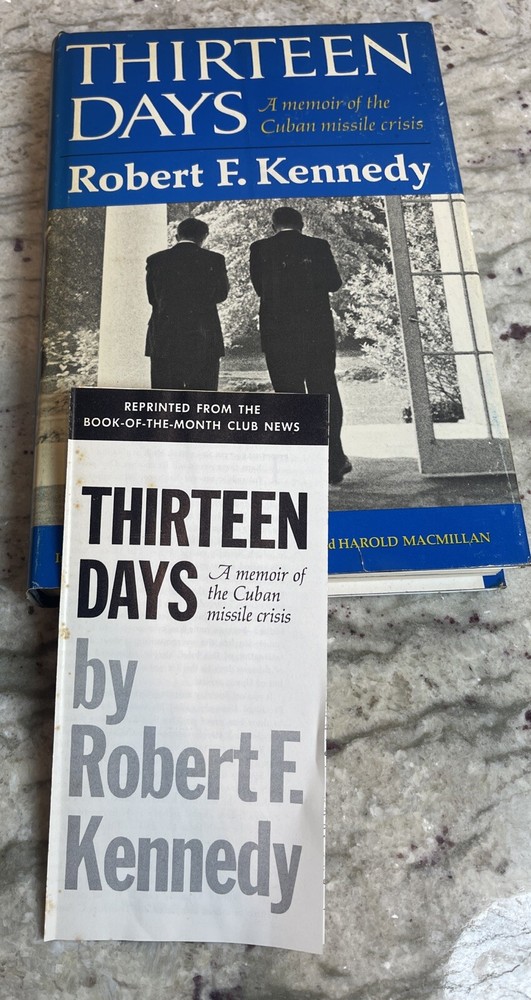 THIRTEEN
DAYS
A memoir of the
Cuban missile crisis
Robert F. Kennedy
HAROLD MACMILLAN
REPRINTED FROM THE
BOOK-OF-THE-MONTH CLUB NEWS
THIRTEEN
DAYS
A memoir of
the Cuban
missile crisis
by
Robert F.
Kennedy